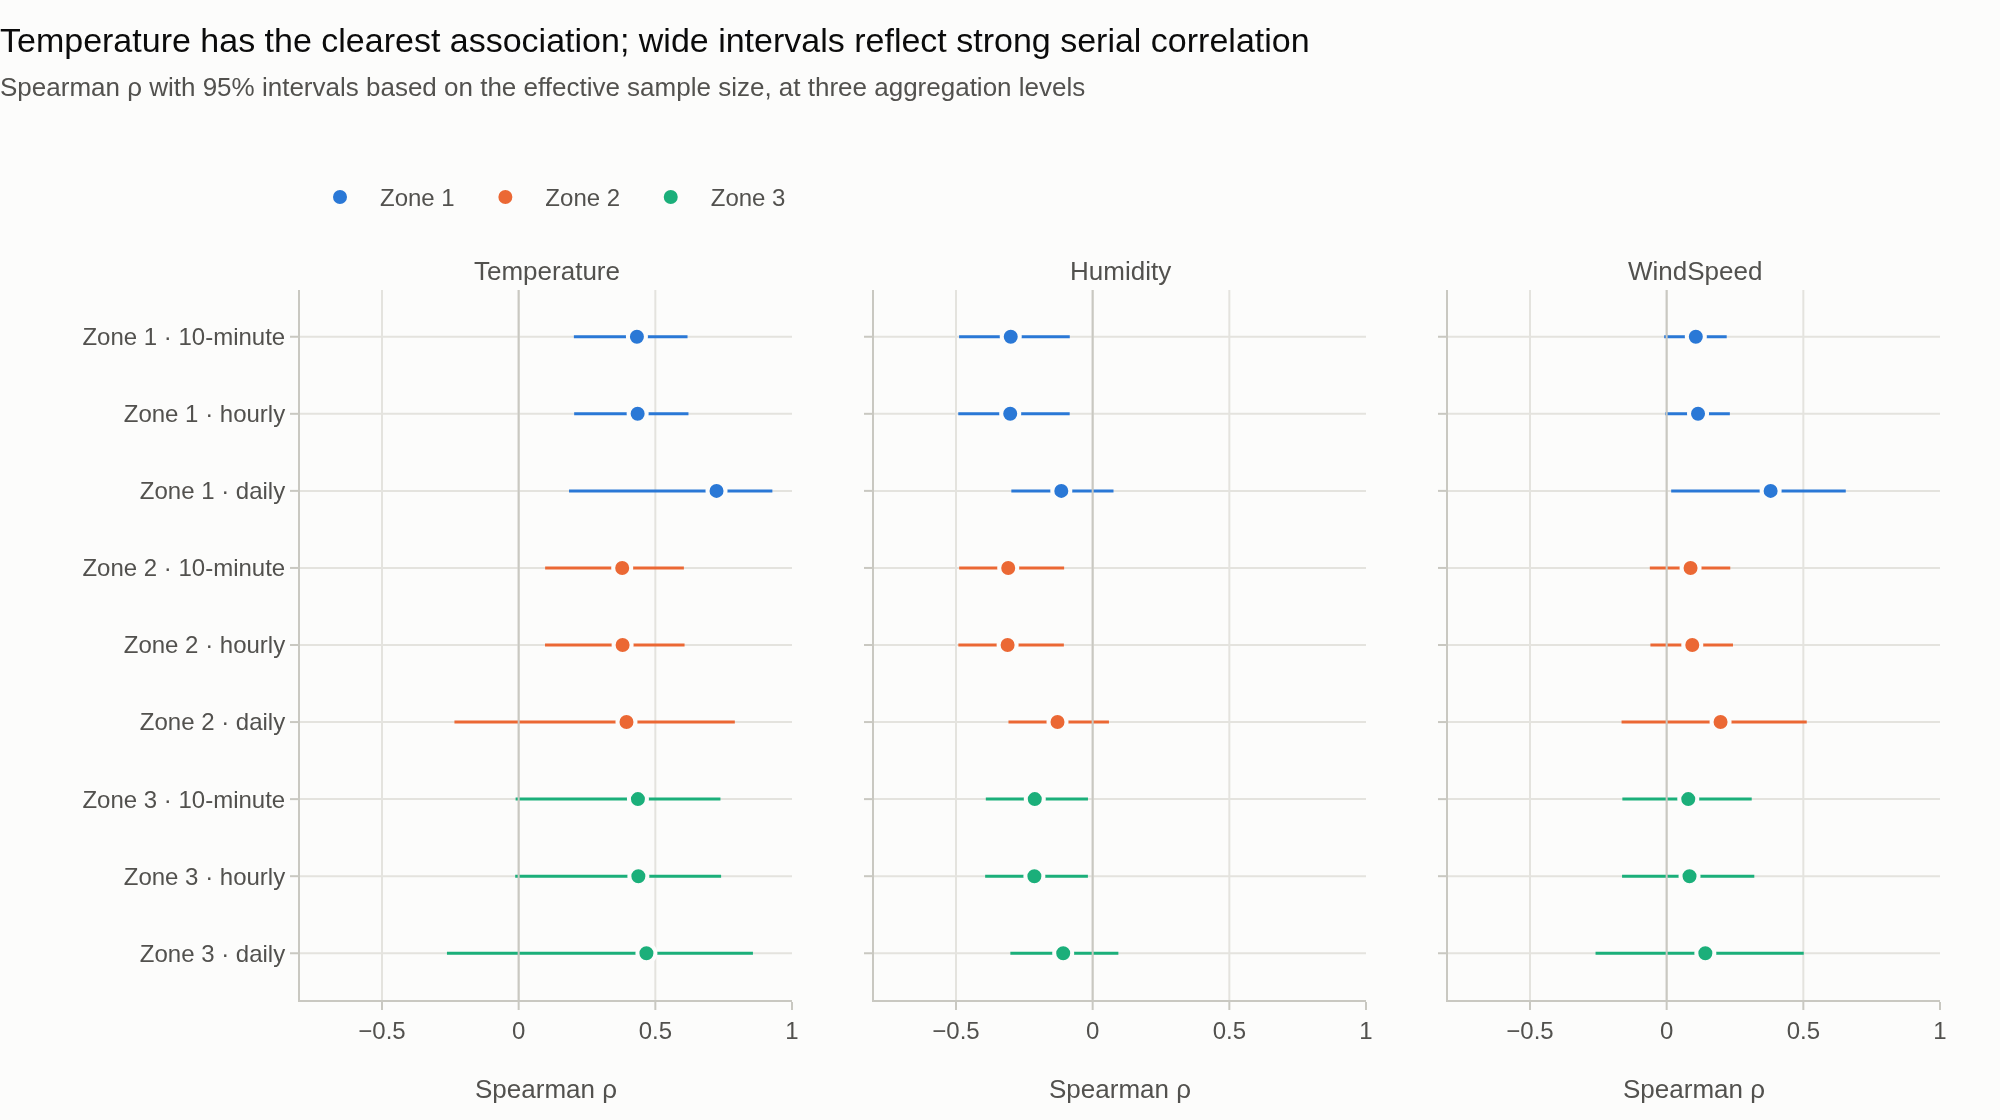 Temperature has the clearest association; wide intervals reflect strong serial correlation
Spearman ρ with 95% intervals based on the effective sample size, at three aggregation levels
Zone 1 Zone 2 Zone 3
Temperature Humidity WindSpeed
Zone 1 · 10-minute
Zone 1 · hourly
Zone 1 · daily
Zone 2 · 10-minute
Zone 2 · hourly
Zone 2 · daily
Zone 3 · 10-minute
Zone 3 · hourly
Zone 3 · daily
−0.5 0 0.5 1 −0.5 0 0.5 1 −0.5 0 0.5 1
Spearman ρ Spearman ρ Spearman ρ